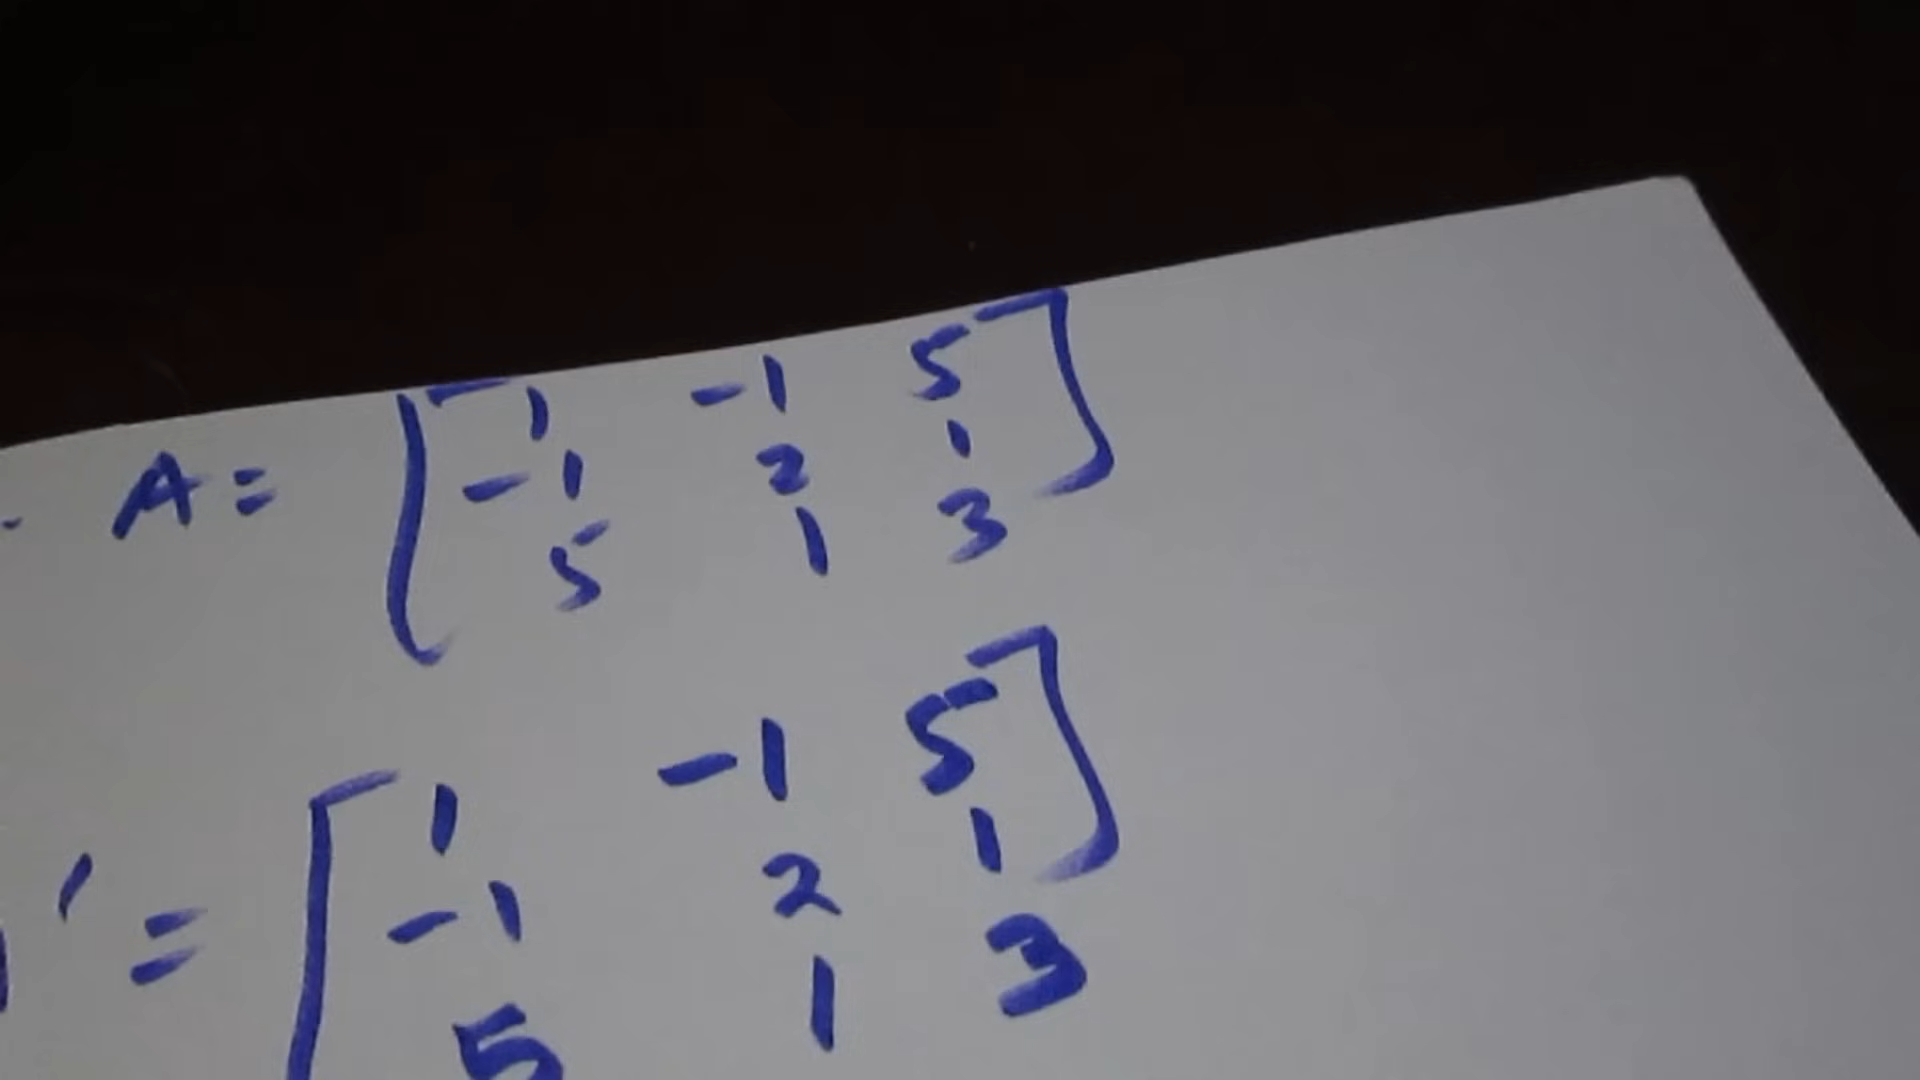 1 -1 5
A = -1 2 1
5 1 3
1 -1 5
' = -1 2 1
5 1 3